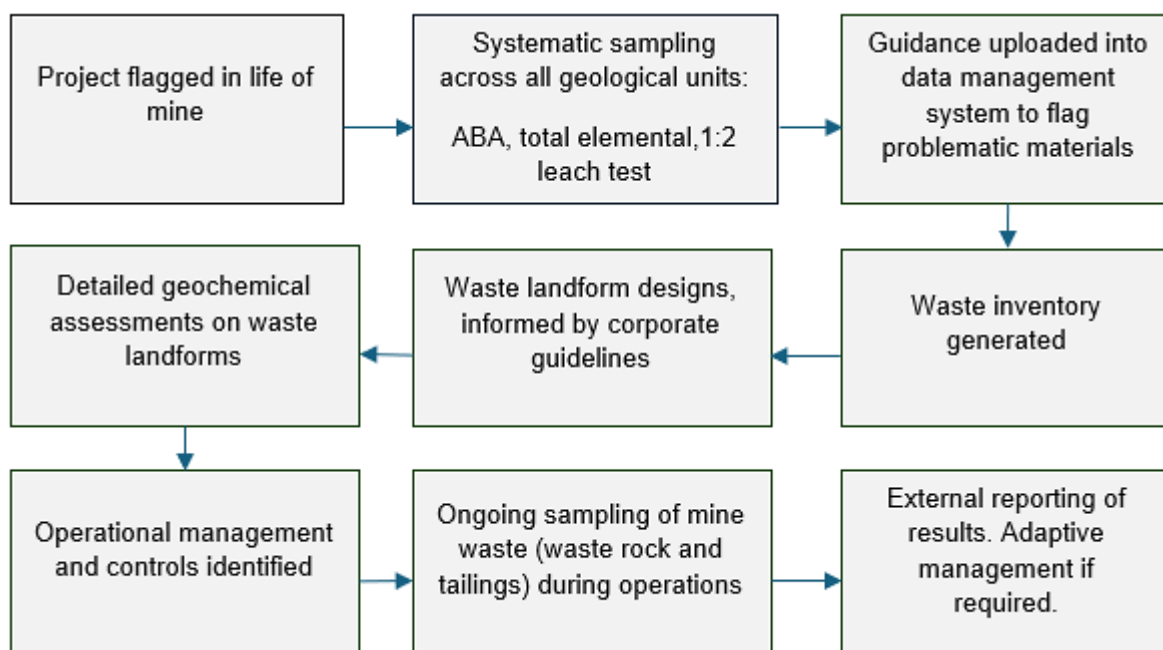 Project flagged in life of
mine
Systematic sampling
across all geological units:
ABA, total elemental,1:2
leach test
Guidance uploaded into
data management
system to flag
problematic materials
Waste inventory
generated
Waste landform designs,
informed by corporate
guidelines
Detailed geochemical
assessments on waste
landforms
Operational management
and controls identified
Ongoing sampling of mine
waste (waste rock and
tailings) during operations
External reporting of
results. Adaptive
management if
required.